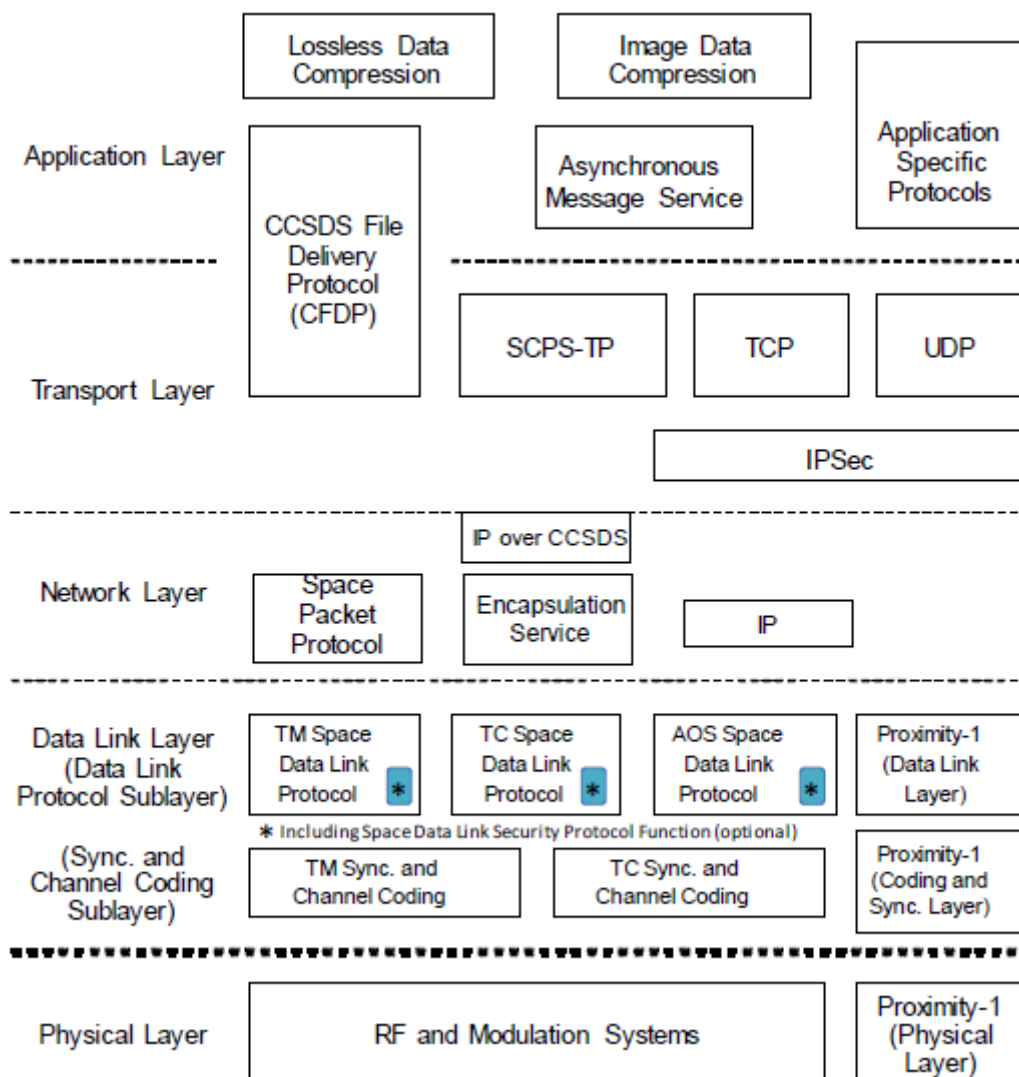 Lossless Data
Compression
Image Data
Compression
Application Layer
Application
Specific
Protocols
Asynchronous
Message Service
CCSDS File
Delivery
Protocol
(CFDP)
Transport Layer
SCPS-TP
TCP
UDP
IPSec
IP over CCSDS
Network Layer
Space
Packet
Protocol
Encapsulation
Service
IP
Data Link Layer
(Data Link
Protocol Sublayer)
TM Space
Data Link
Protocol *
TC Space
Data Link
Protocol *
AOS Space
Data Link
Protocol *
Proximity-1
(Data Link
Layer)
* Including Space Data Link Security Protocol Function (optional)
(Sync. and
Channel Coding
Sublayer)
TM Sync. and
Channel Coding
TC Sync. and
Channel Coding
Proximity-1
(Coding and
Sync. Layer)
Physical Layer
RF and Modulation Systems
Proximity-1
(Physical
Layer)